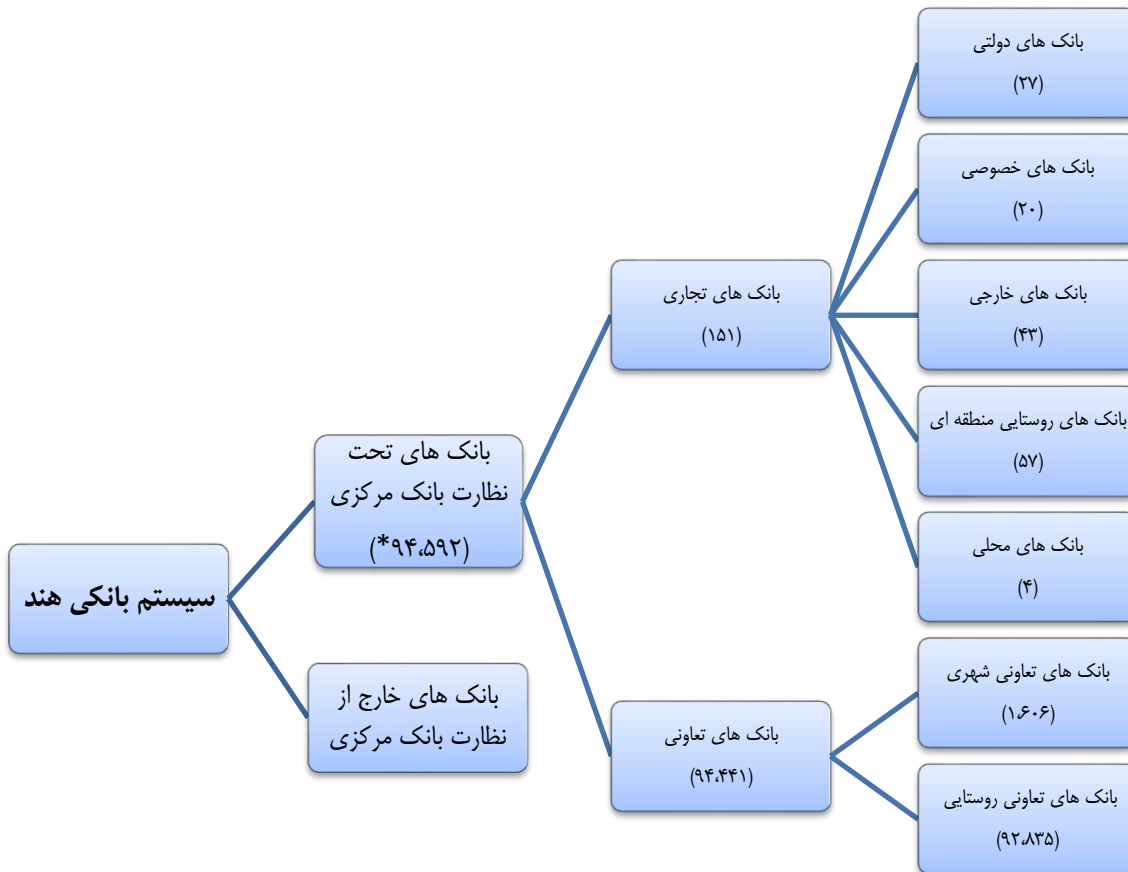 سیستم بانکی هند
بانک های تحت
نظارت بانک مرکزی
(۹۴،۵۹۲*)
بانک های خارج از
نظارت بانک مرکزی
بانک های تجاری
(۱۵۱)
بانک های تعاونی
(۹۴،۴۴۱)
بانک های دولتی
(۲۷)
بانک های خصوصی
(۲۰)
بانک های خارجی
(۴۳)
بانک های روستایی منطقه ای
(۵۷)
بانک های محلی
(۴)
بانک های تعاونی شهری
(۱،۶۰۶)
بانک های تعاونی روستایی
(۹۲،۸۳۵)